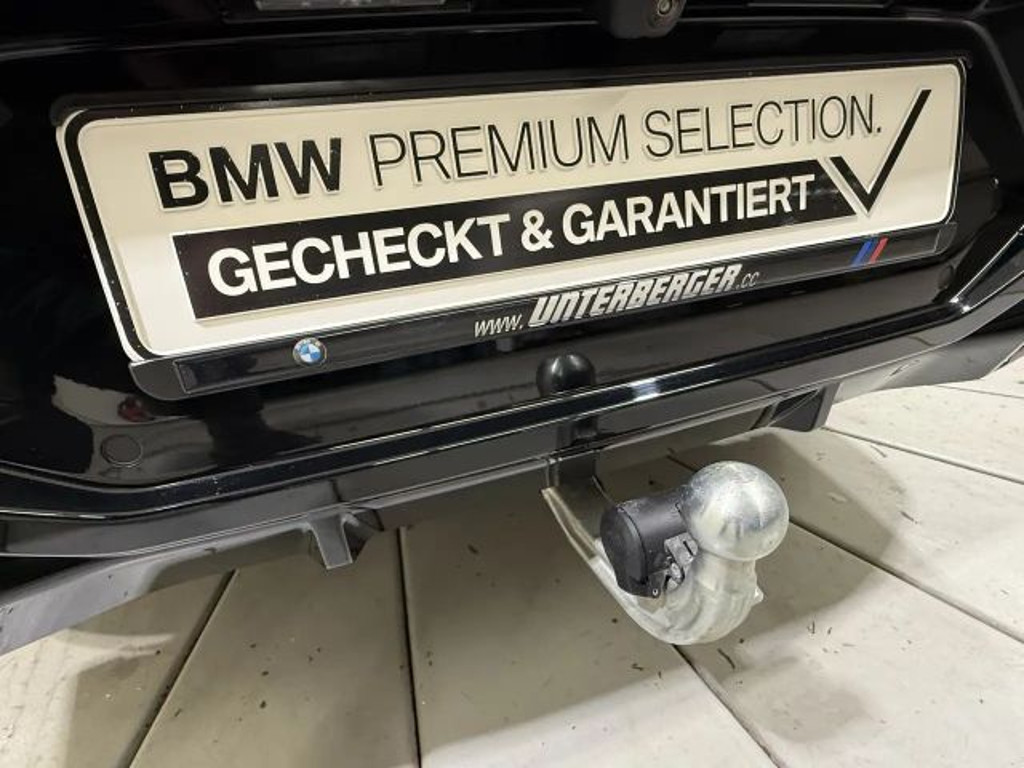 BMW PREMIUM SELECTION.
GECHECKT & GARANTIERT
www.UNTERBERGER.cc